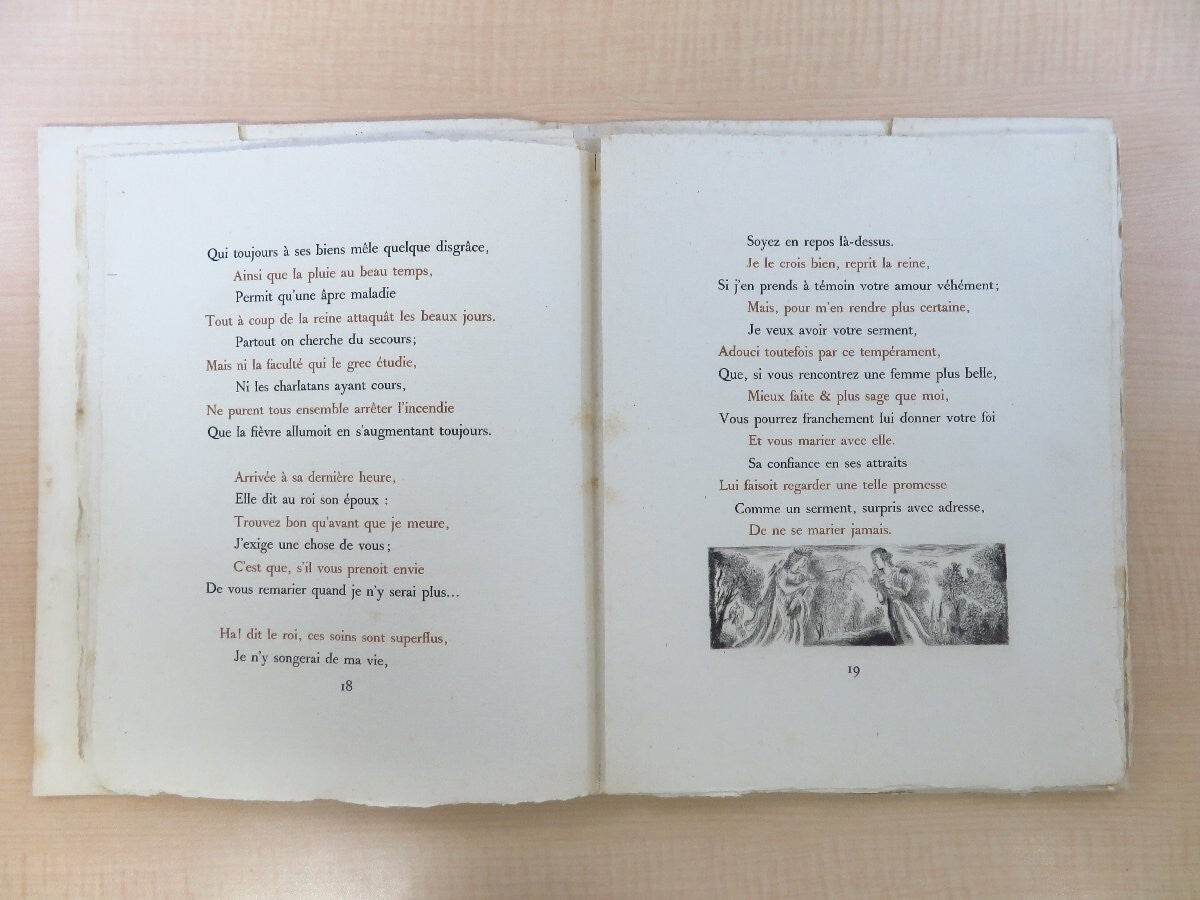 Qui toujours à ses biens mêle quelque disgrâce,
Ainsi que la pluie au beau temps,
Permit qu'une âpre maladie
Tout à coup de la reine attaquât les beaux jours.
Partout on cherche du secours;
Mais ni la faculté qui le grec étudie,
Ni les charlatans ayant cours,
Ne purent tous ensemble arrêter l'incendie
Que la fièvre allumoit en s'augmentant toujours.
Arrivée à sa dernière heure,
Elle dit au roi son époux :
Trouvez bon qu'avant que je meure,
J'exige une chose de vous;
C'est que, s'il vous prenoit envie
De vous remarier quand je n'y serai plus...
Ha! dit le roi, ces soins sont superflus,
Je n'y songerai de ma vie,
18
Soyez en repos là-dessus.
Je le crois bien, reprit la reine,
Si j'en prends à témoin votre amour véhément;
Mais, pour m'en rendre plus certaine,
Je veux avoir votre serment,
Adouci toutefois par ce tempérament,
Que, si vous rencontrez une femme plus belle,
Mieux faite & plus sage que moi,
Vous pourrez franchement lui donner votre foi
Et vous marier avec elle.
Sa confiance en ses attraits
Lui faisoit regarder une telle promesse
Comme un serment, surpris avec adresse,
De ne se marier jamais.
19